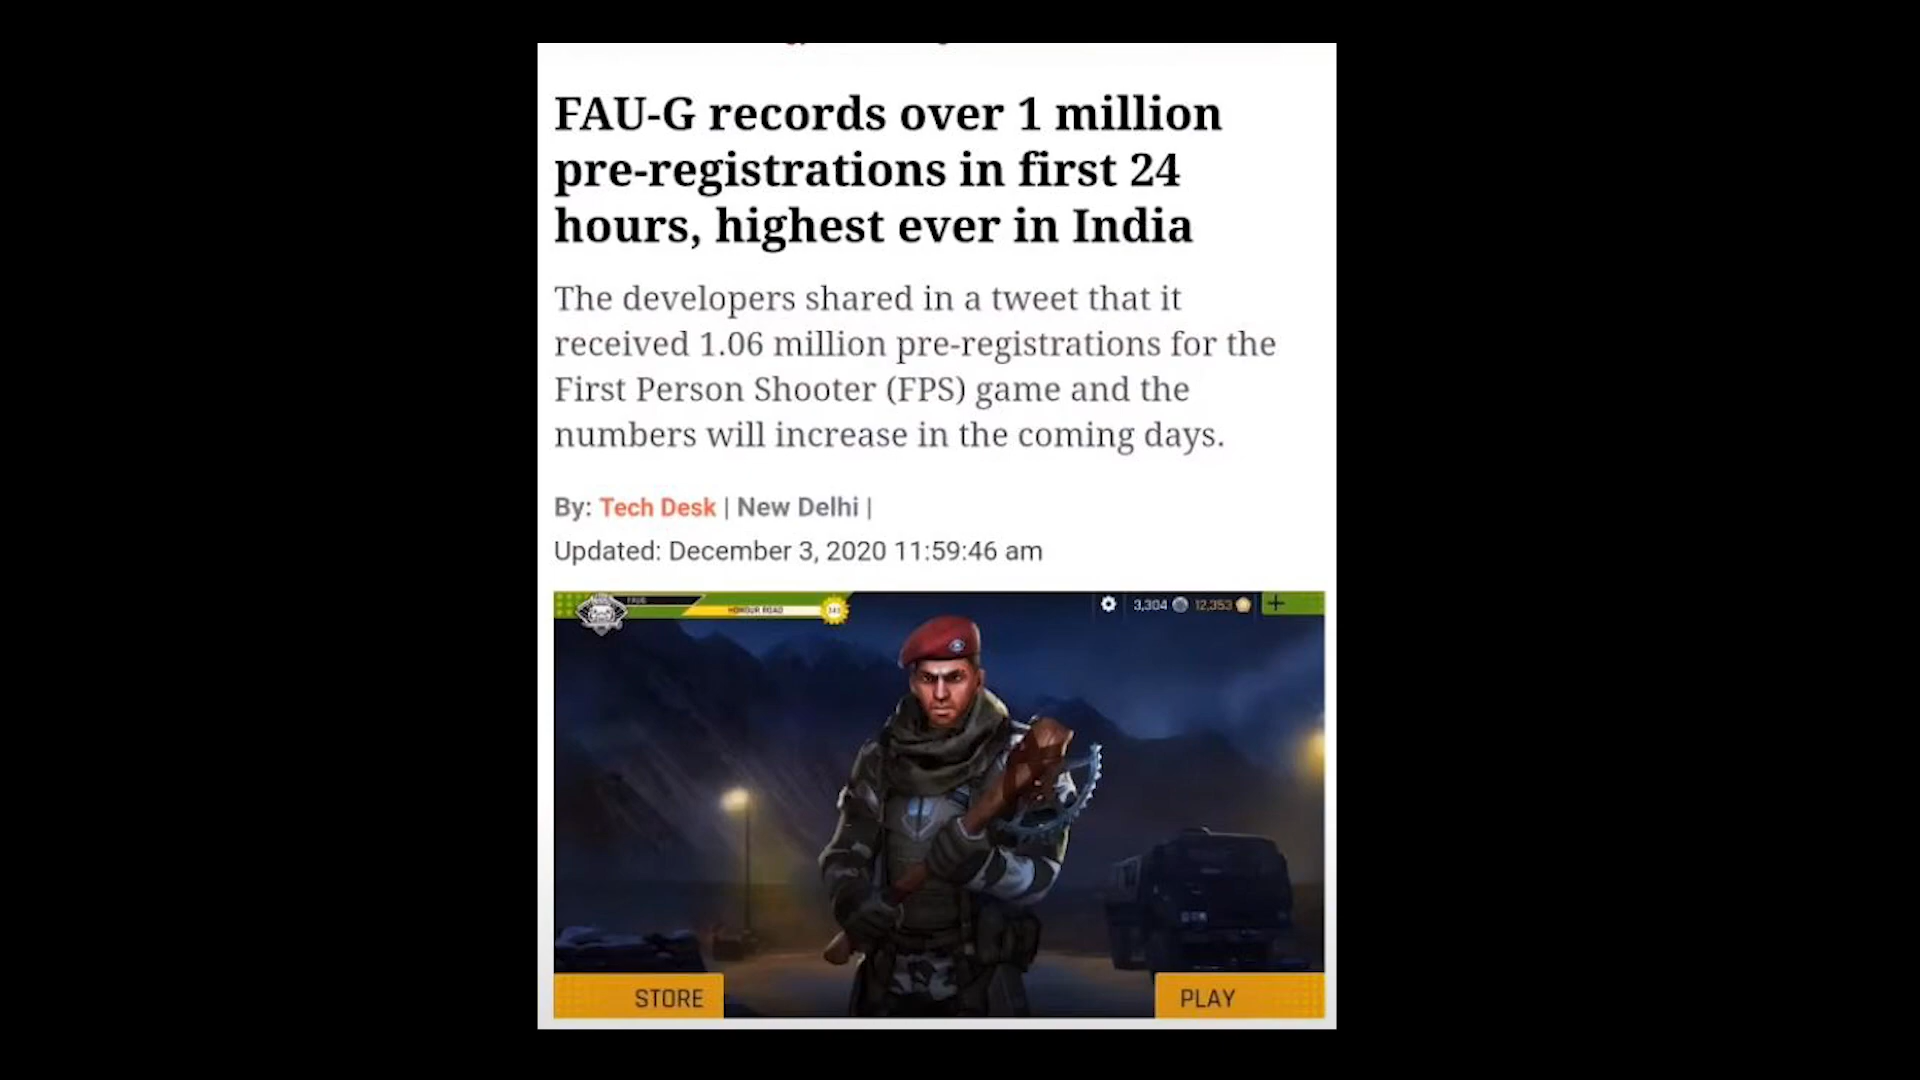 FAU-G records over 1 million
pre-registrations in first 24
hours, highest ever in India
The developers shared in a tweet that it
received 1.06 million pre-registrations for the
First Person Shooter (FPS) game and the
numbers will increase in the coming days.
By: Tech Desk | New Delhi |
Updated: December 3, 2020 11:59:46 am
FAUG
HONOUR ROAD
3,304 12,353 +
STORE
PLAY